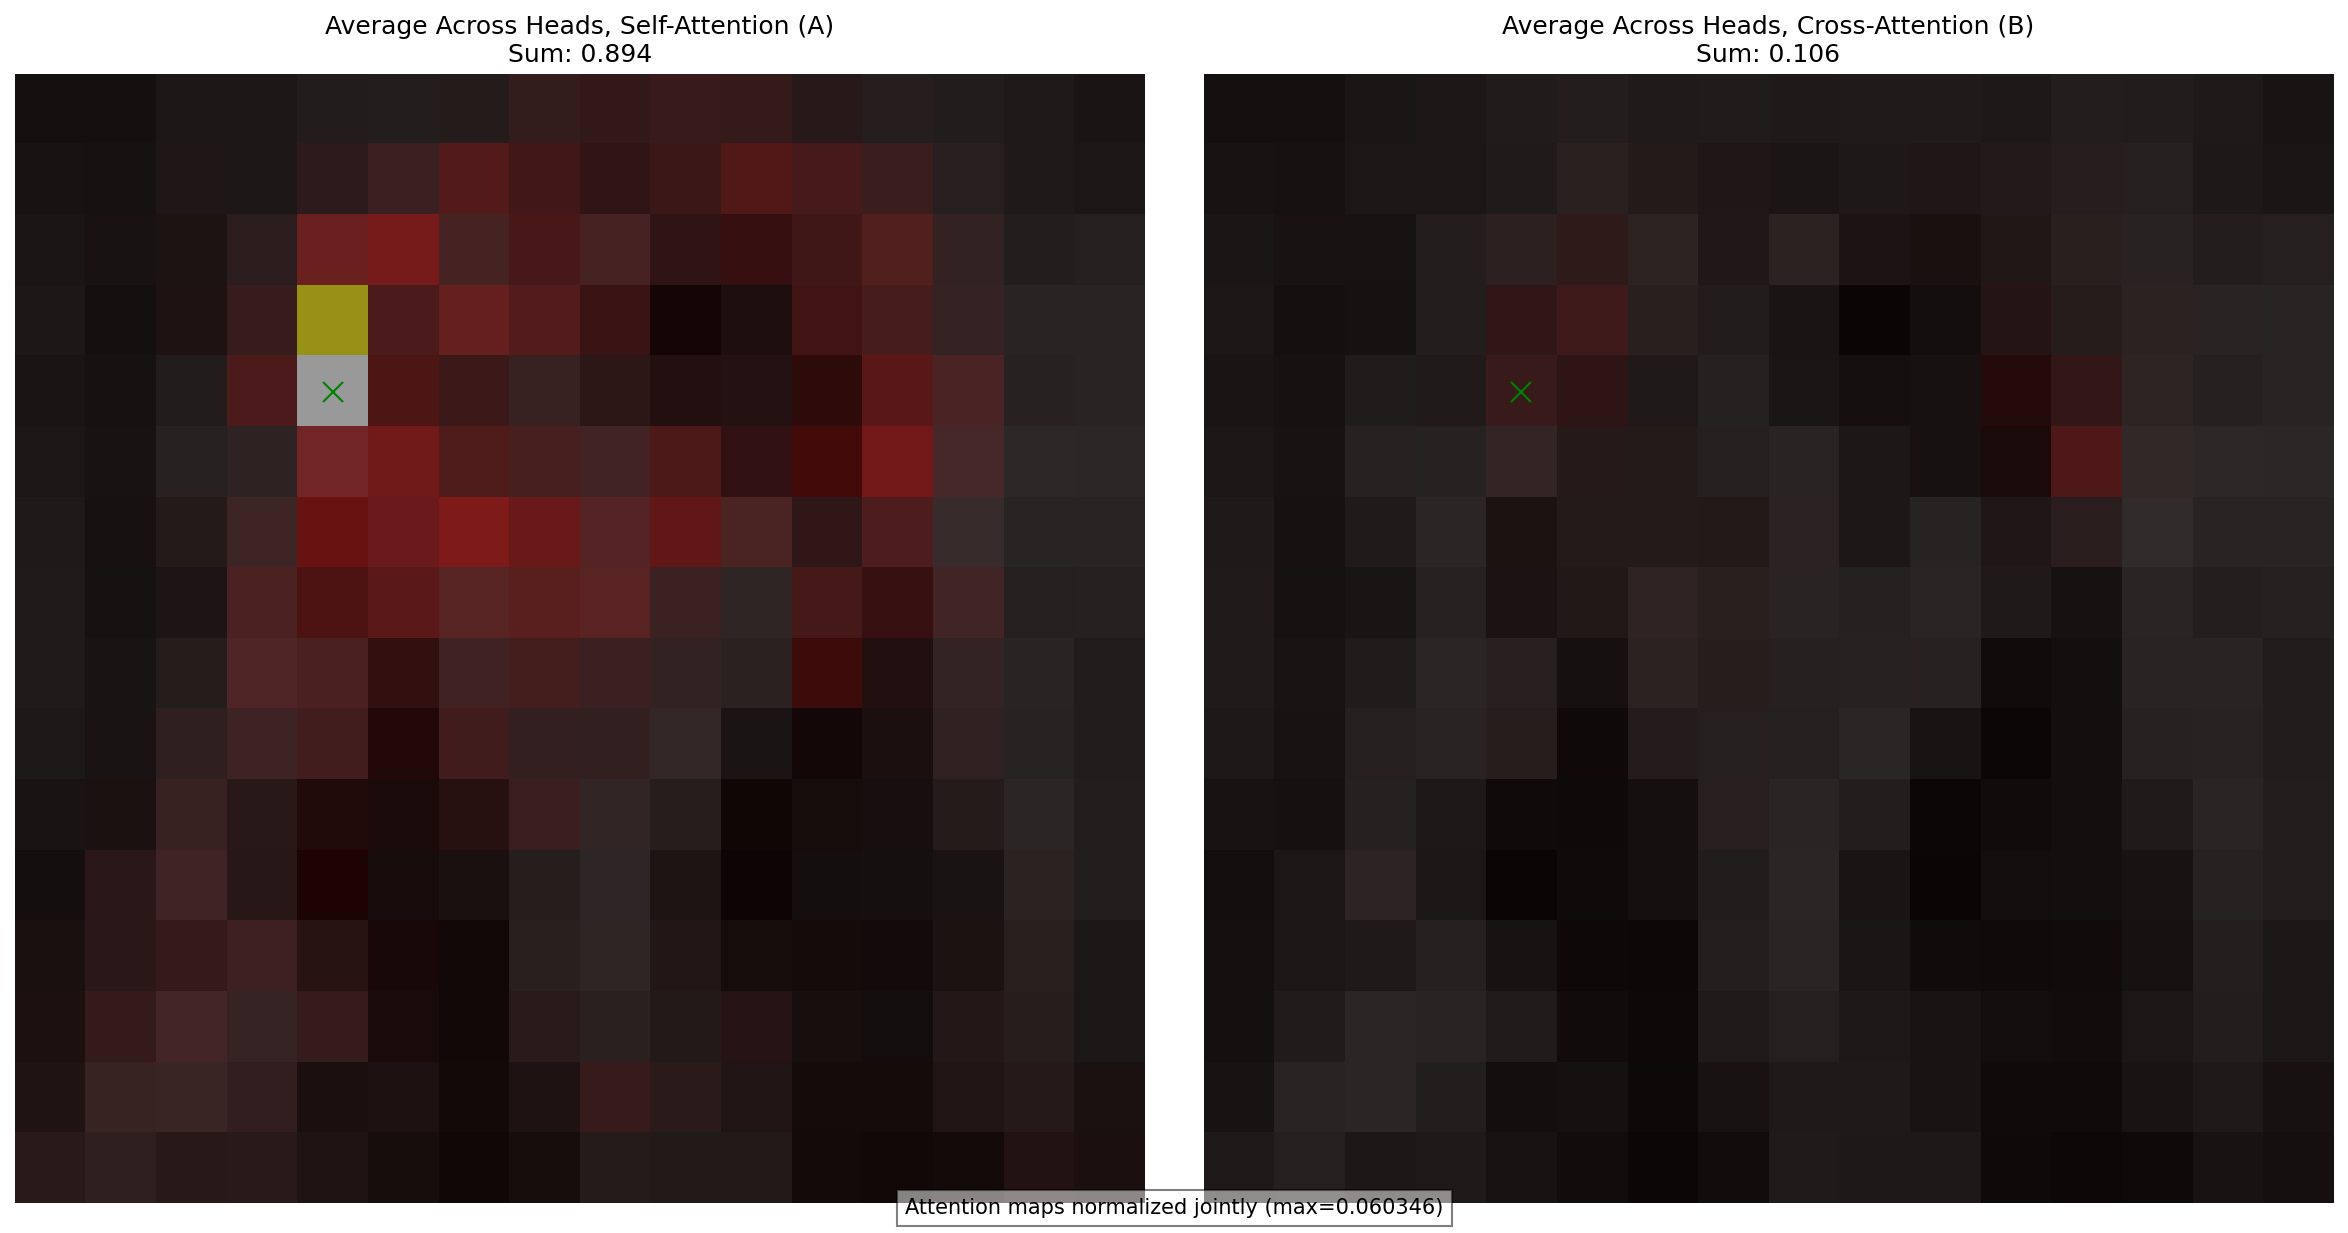 Average Across Heads, Self-Attention (A)
Sum: 0.894
Average Across Heads, Cross-Attention (B)
Sum: 0.106
Attention maps normalized jointly (max=0.060346)